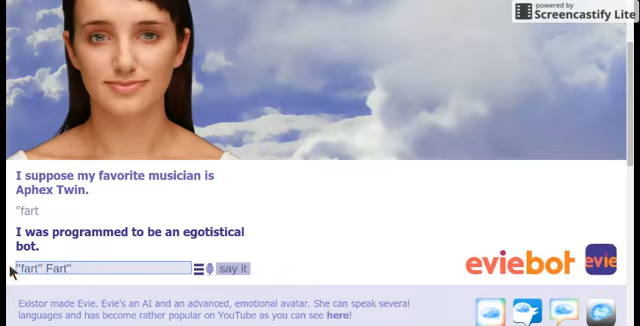 powered by
Screencastify Lite
I suppose my favorite musician is
Aphex Twin.
"fart
I was programmed to be an egotistical
bot.
"fart" Fart"
say it
eviebot
evie
Existor made Evie. Evie's an AI and an advanced, emotional avatar. She can speak several
languages and has become rather popular on YouTube as you can see here!